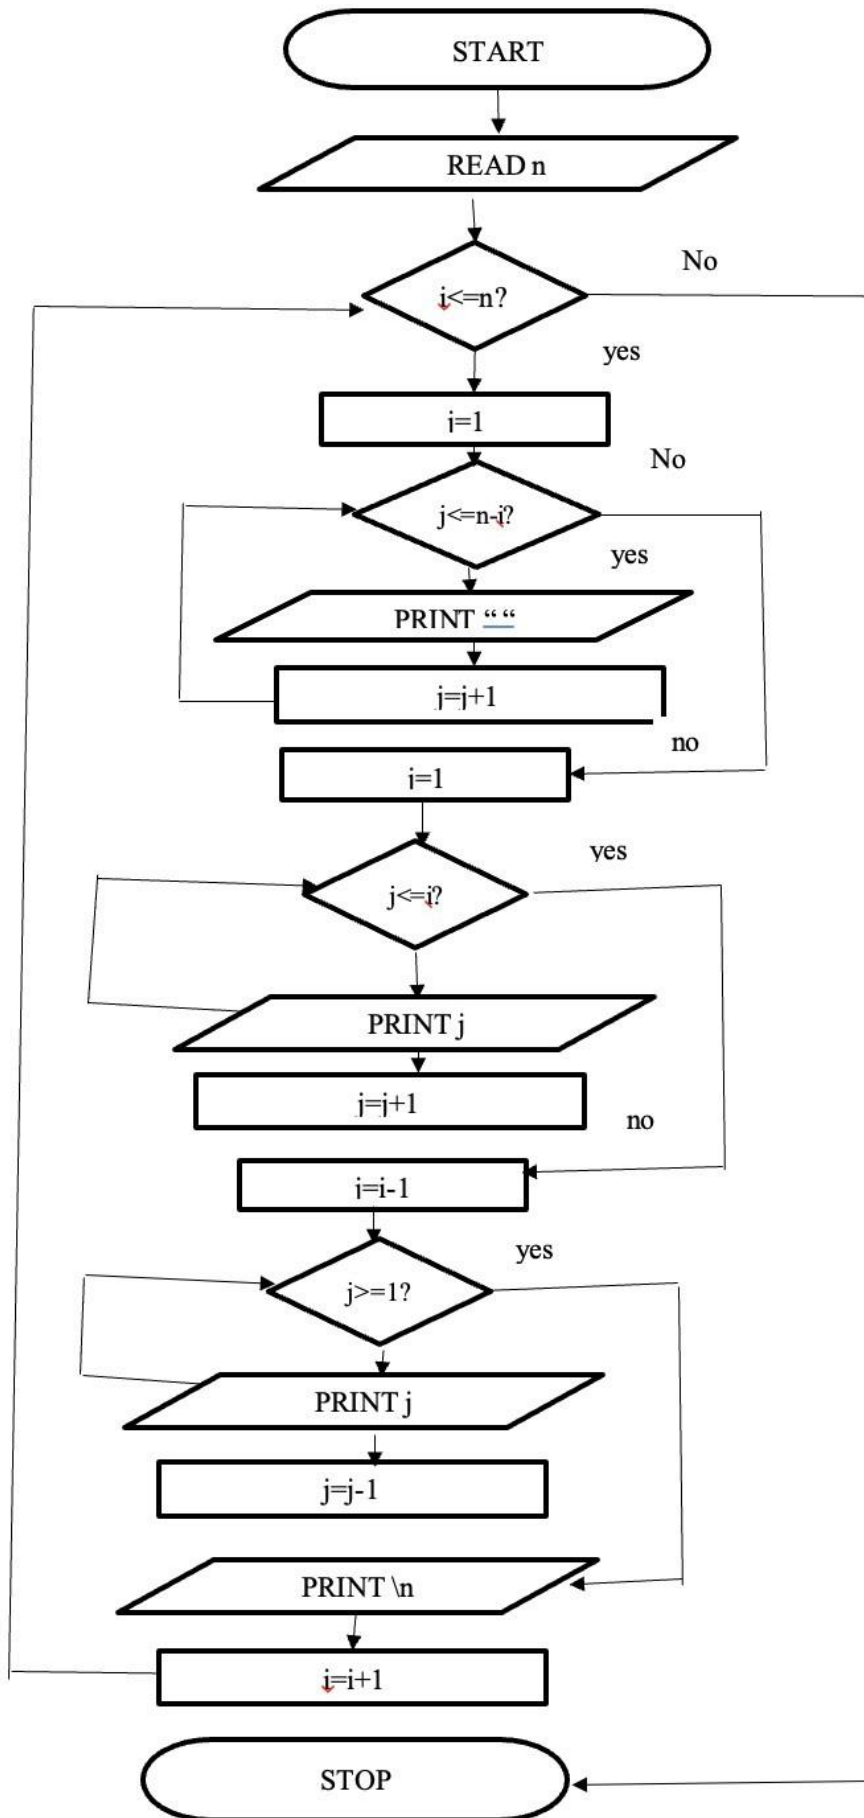 START
READ n
No
i<=n?
yes
j=1
No
j<=n-i?
yes
PRINT “ “
j=j+1
no
j=1
yes
j<=i?
PRINT j
j=j+1
no
j=i-1
yes
j>=1?
PRINT j
j=j-1
PRINT \n
i=i+1
STOP